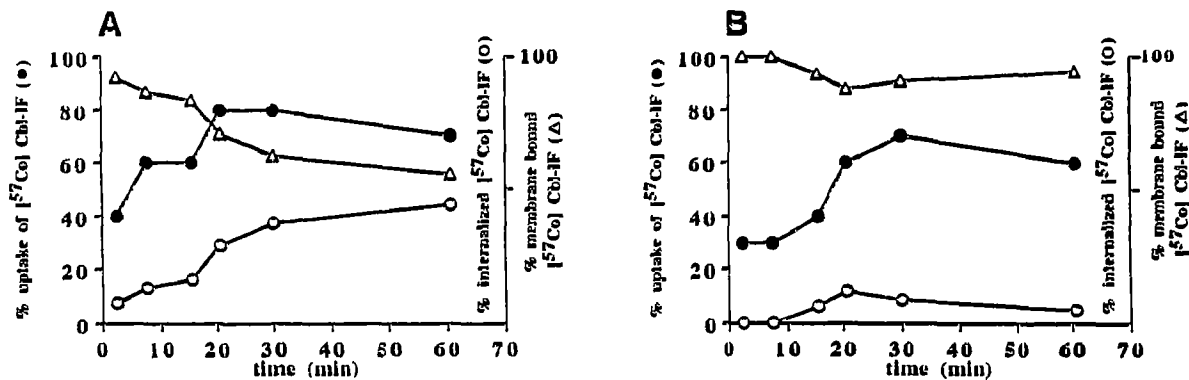 A
% uptake of [57Co] Cbl-IF (●)
100
80
60
40
20
0
0 10 20 30 40 50 60 70
time (min)
% internalized [57Co] Cbl-IF (O)
100
% membrane bound
[57Co] Cbl-IF (△)
B
% uptake of [57Co] Cbl-IF (●)
100
80
60
40
20
0
0 10 20 30 40 50 60 70
time (min)
% internalized [57Co] Cbl-IF (O)
100
% membrane bound
[57Co] Cbl-IF (△)